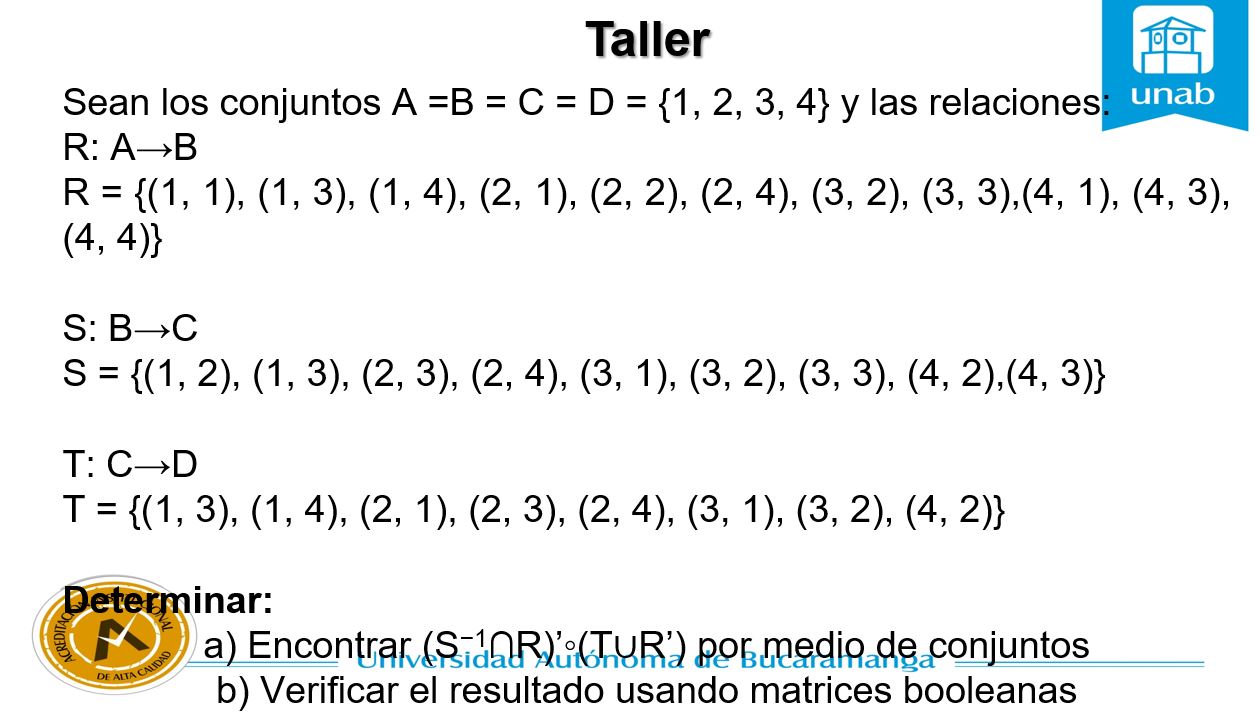 Taller
unab
Sean los conjuntos A =B = C = D = {1, 2, 3, 4} y las relaciones:
R: A→B
R = {(1, 1), (1, 3), (1, 4), (2, 1), (2, 2), (2, 4), (3, 2), (3, 3),(4, 1), (4, 3),
(4, 4)}
S: B→C
S = {(1, 2), (1, 3), (2, 3), (2, 4), (3, 1), (3, 2), (3, 3), (4, 2),(4, 3)}
T: C→D
T = {(1, 3), (1, 4), (2, 1), (2, 3), (2, 4), (3, 1), (3, 2), (4, 2)}
Determinar:
a) Encontrar (S⁻¹∩R)’◦(T∪R’) por medio de conjuntos
Universidad Autónoma de Bucaramanga
b) Verificar el resultado usando matrices booleanas
ACREDITACIÓN INSTITUCIONAL
DE ALTA CALIDAD